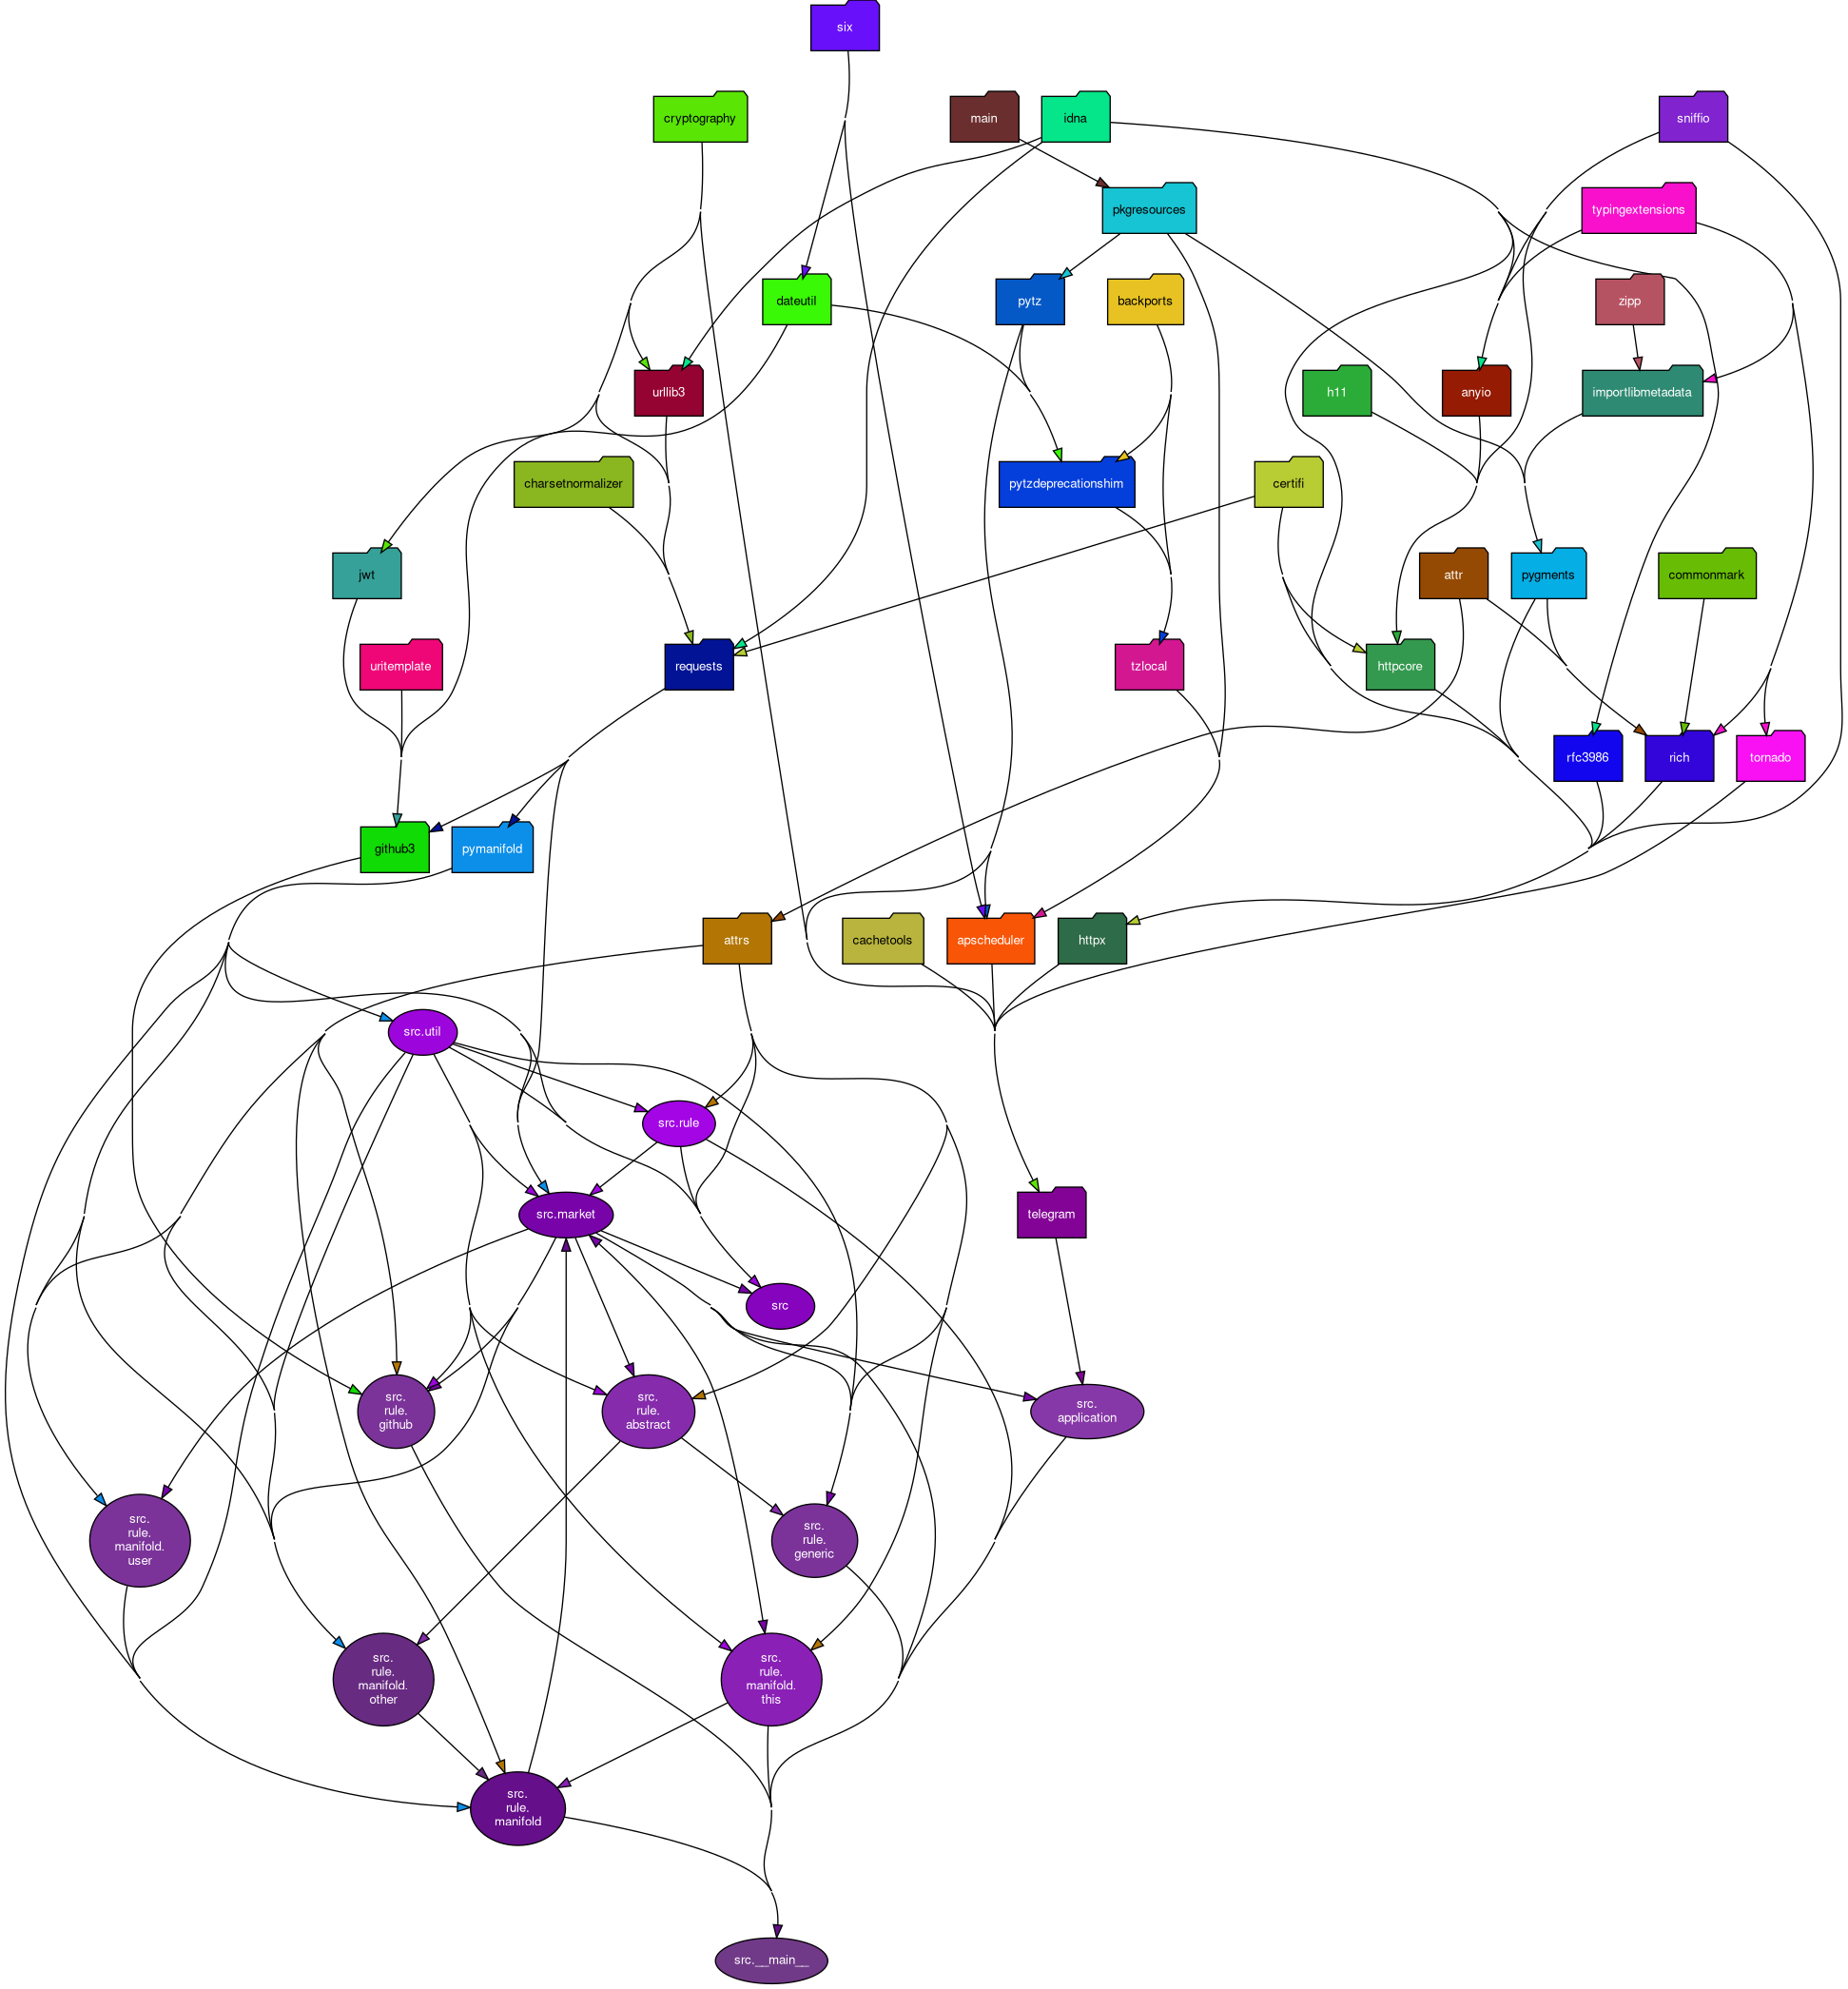 six
cryptography
main
idna
sniffio
pkgresources
typingextensions
dateutil
pytz
backports
zipp
urllib3
h11
anyio
importlibmetadata
charsetnormalizer
pytzdeprecationshim
certifi
jwt
attr
pygments
commonmark
uritemplate
requests
tzlocal
httpcore
rfc3986
rich
tornado
github3
pymanifold
attrs
cachetools
apscheduler
httpx
src.util
src.rule
src.market
telegram
src
src.
rule.
github
src.
rule.
abstract
src.
application
src.
rule.
manifold.
user
src.
rule.
generic
src.
rule.
manifold.
other
src.
rule.
manifold.
this
src.
rule.
manifold
src.__main__